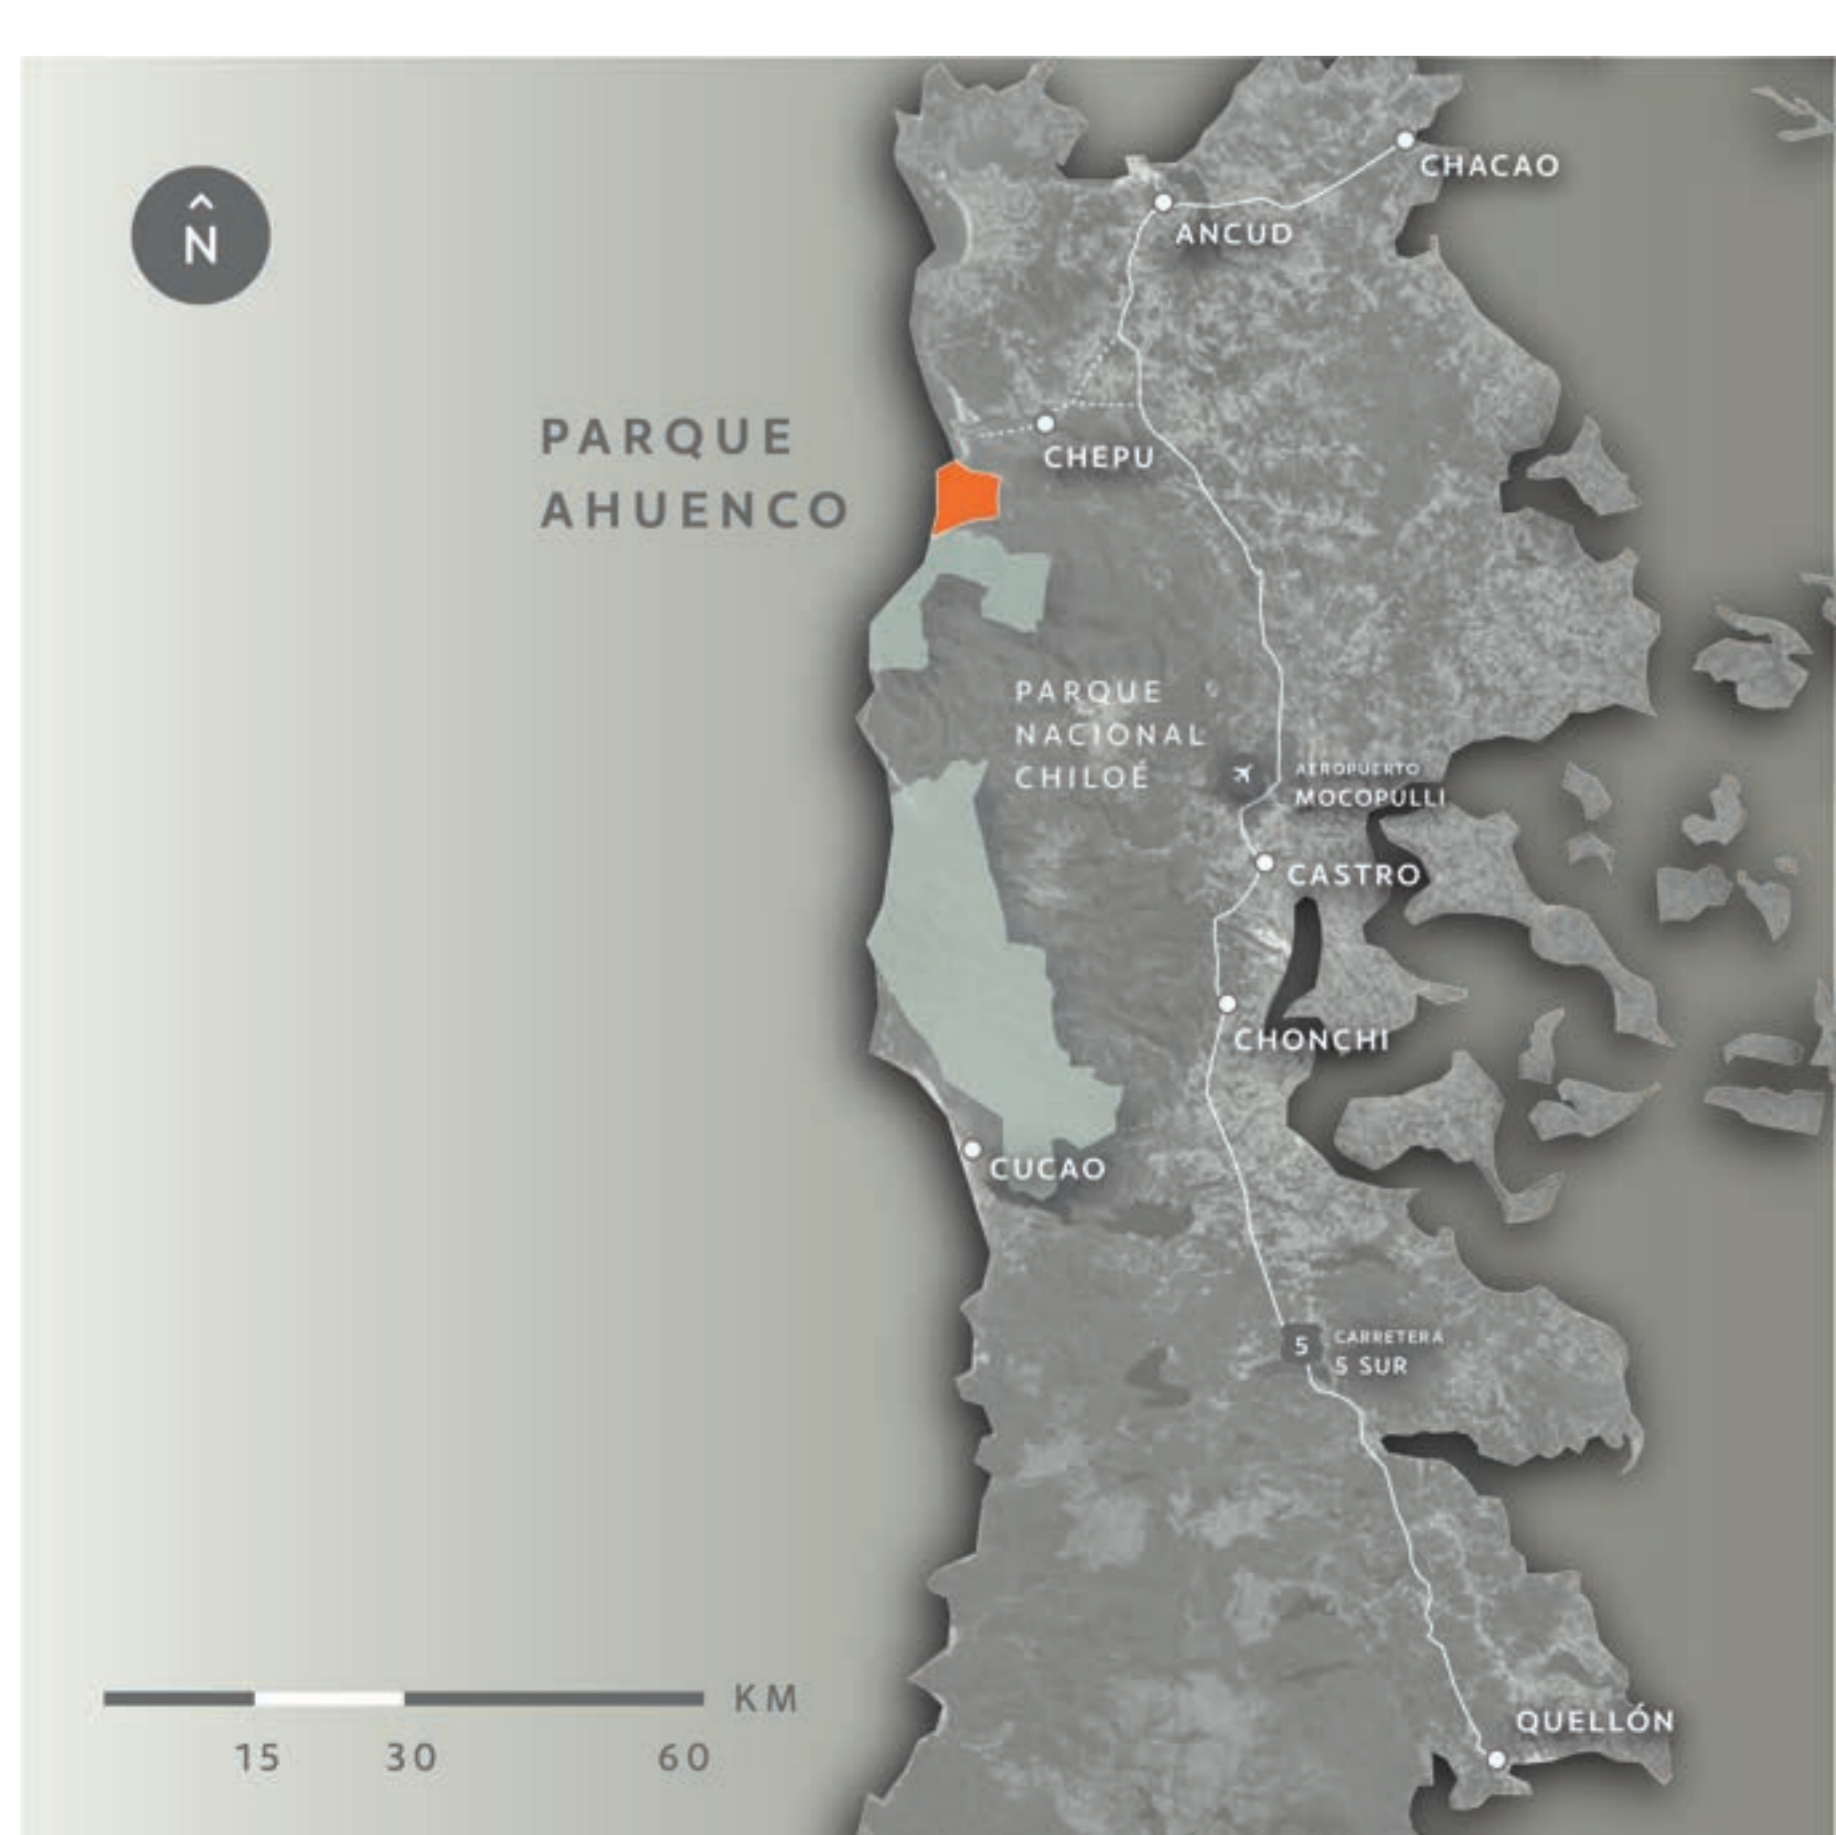 N
CHACAO
ANCUD
PARQUE
AHUENCO
CHEPU
PARQUE
NACIONAL
CHILOÉ
AEROPUERTO
MOCOPULLI
CASTRO
CHONCHI
CUCAO
5
CARRETERA
5 SUR
QUELLÓN
KM
15 30 60